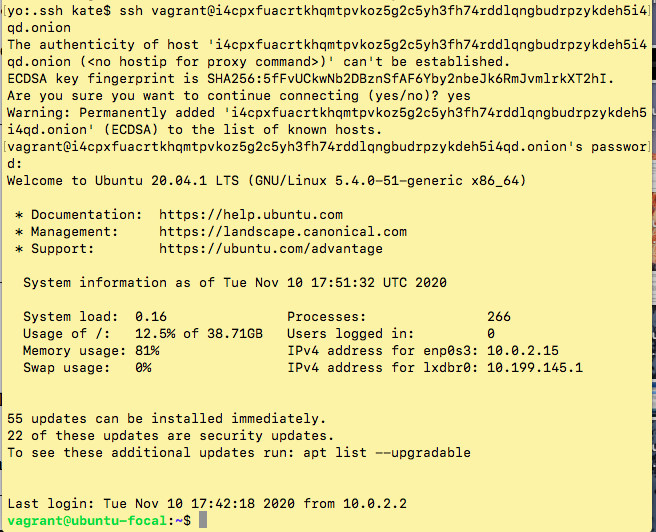 [yo:.ssh kate$ ssh vagrant@i4cpxfuacrtkhqmtpvkoz5g2c5yh3fh74rddlqngbudrpzykdeh5i4]
qd.onion
The authenticity of host 'i4cpxfuacrtkhqmtpvkoz5g2c5yh3fh74rddlqngbudrpzykdeh5i4
qd.onion (<no hostip for proxy command>)' can't be established.
ECDSA key fingerprint is SHA256:5fFvUCkwNb2DBznSfAF6Yby2nbeJk6RmJvmlrkXT2hI.
Are you sure you want to continue connecting (yes/no)? yes
Warning: Permanently added 'i4cpxfuacrtkhqmtpvkoz5g2c5yh3fh74rddlqngbudrpzykdeh5
i4qd.onion' (ECDSA) to the list of known hosts.
[vagrant@i4cpxfuacrtkhqmtpvkoz5g2c5yh3fh74rddlqngbudrpzykdeh5i4qd.onion's passwor]
d:
Welcome to Ubuntu 20.04.1 LTS (GNU/Linux 5.4.0-51-generic x86_64)
* Documentation: https://help.ubuntu.com
* Management: https://landscape.canonical.com
* Support: https://ubuntu.com/advantage
System information as of Tue Nov 10 17:51:32 UTC 2020
System load: 0.16 Processes: 266
Usage of /: 12.5% of 38.71GB Users logged in: 0
Memory usage: 81% IPv4 address for enp0s3: 10.0.2.15
Swap usage: 0% IPv4 address for lxdbr0: 10.199.145.1
55 updates can be installed immediately.
22 of these updates are security updates.
To see these additional updates run: apt list --upgradable
Last login: Tue Nov 10 17:42:18 2020 from 10.0.2.2
vagrant@ubuntu-focal:~$